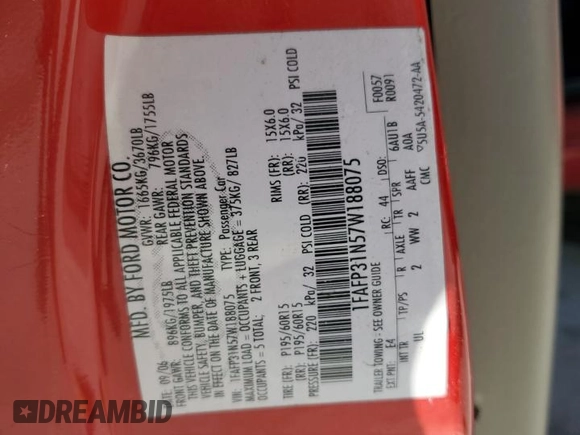 MFD. BY FORD MOTOR CO.
09/06 GVWR: 1665KG/3670LB
FRONT GAWR: 896KG/1975LB REAR GAWR: 796KG/1755LB
THIS VEHICLE CONFORMS TO ALL APPLICABLE FEDERAL MOTOR
VEHICLE SAFETY, BUMPER, AND THEFT PREVENTION STANDARDS
IN EFFECT ON THE DATE OF MANUFACTURE SHOWN ABOVE.
VIN: 1FAFP31N57W188075 TYPE: Passenger Car
MAXIMUM LOAD = OCCUPANTS + LUGGAGE = 375KG/ 827LB
OCCUPANTS = 5 TOTAL: 2 FRONT, 3 REAR
TIRE (FR): P195/60R15 RIMS (FR): 15X6.0
(RR): P195/60R15 (RR): 15X6.0
PRESSURE (FR): 220 kPa/ 32 PSI COLD (RR): 220 kPa/ 32 PSI COLD
1FAFP31N57W188075
TRAILER TOWING - SEE OWNER GUIDE F0057
R0091
EXT PNT: E4 RC: 44 DSO:
INT TR TP/PS R AXLE TR SPR 6AU1B
UL 2 WW 2 AAFF AOA
CMC
▽5U5A-5420472-AA
DREAMBID